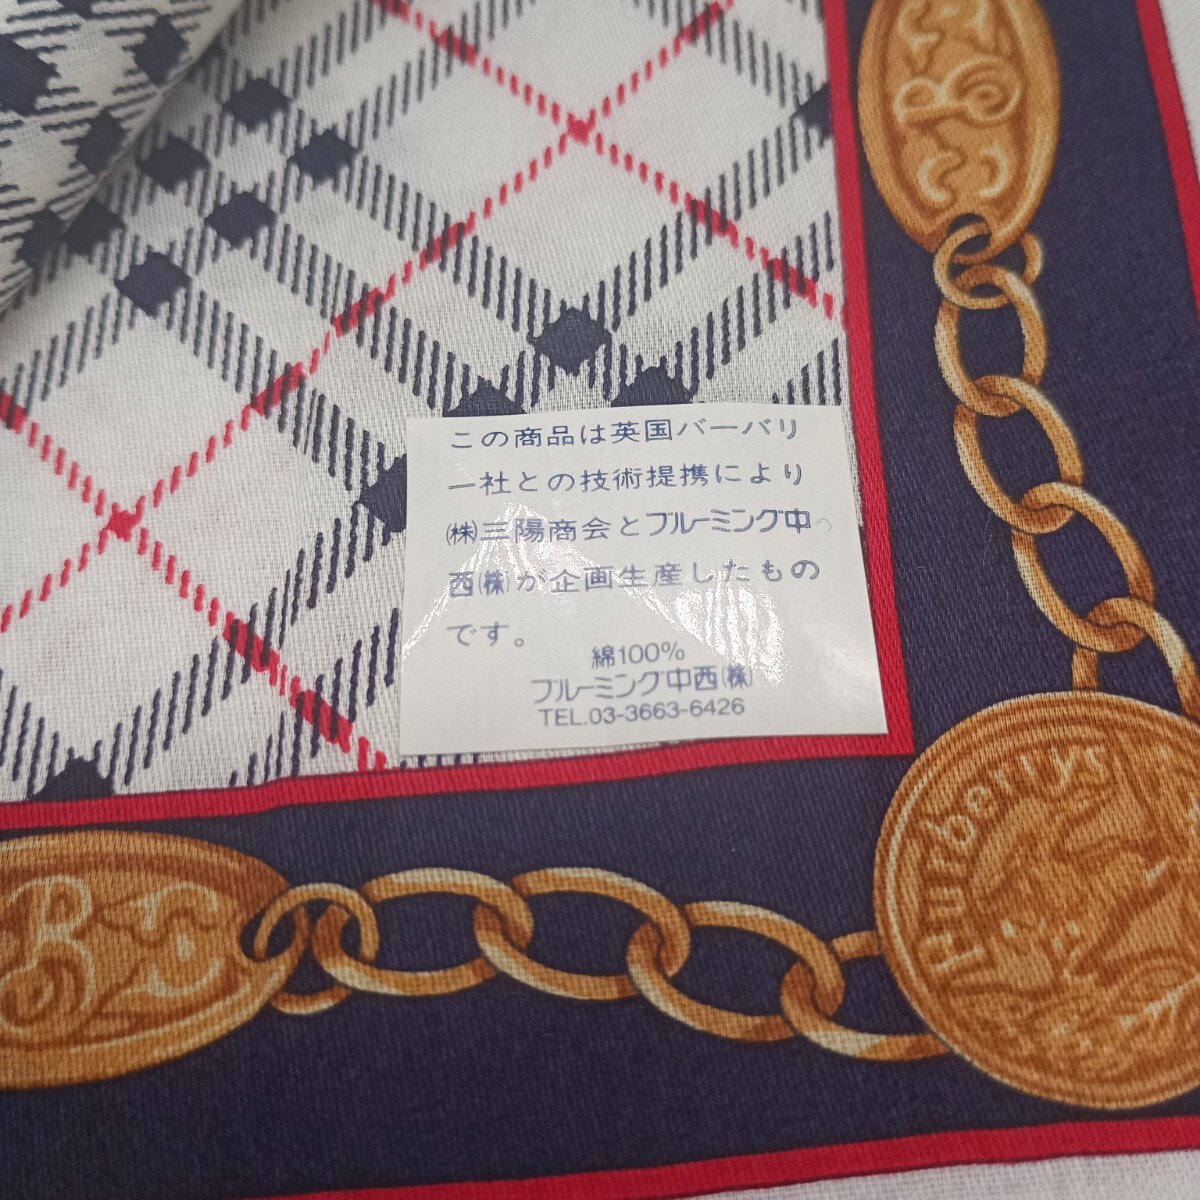 この商品は英国バーバリ
ー社との技術提携により
㈱三陽商会とブルーミング中
西㈱が企画生産したもの
です。
綿100%
ブルーミング中西㈱
TEL.03-3663-6426
Burberrys
B